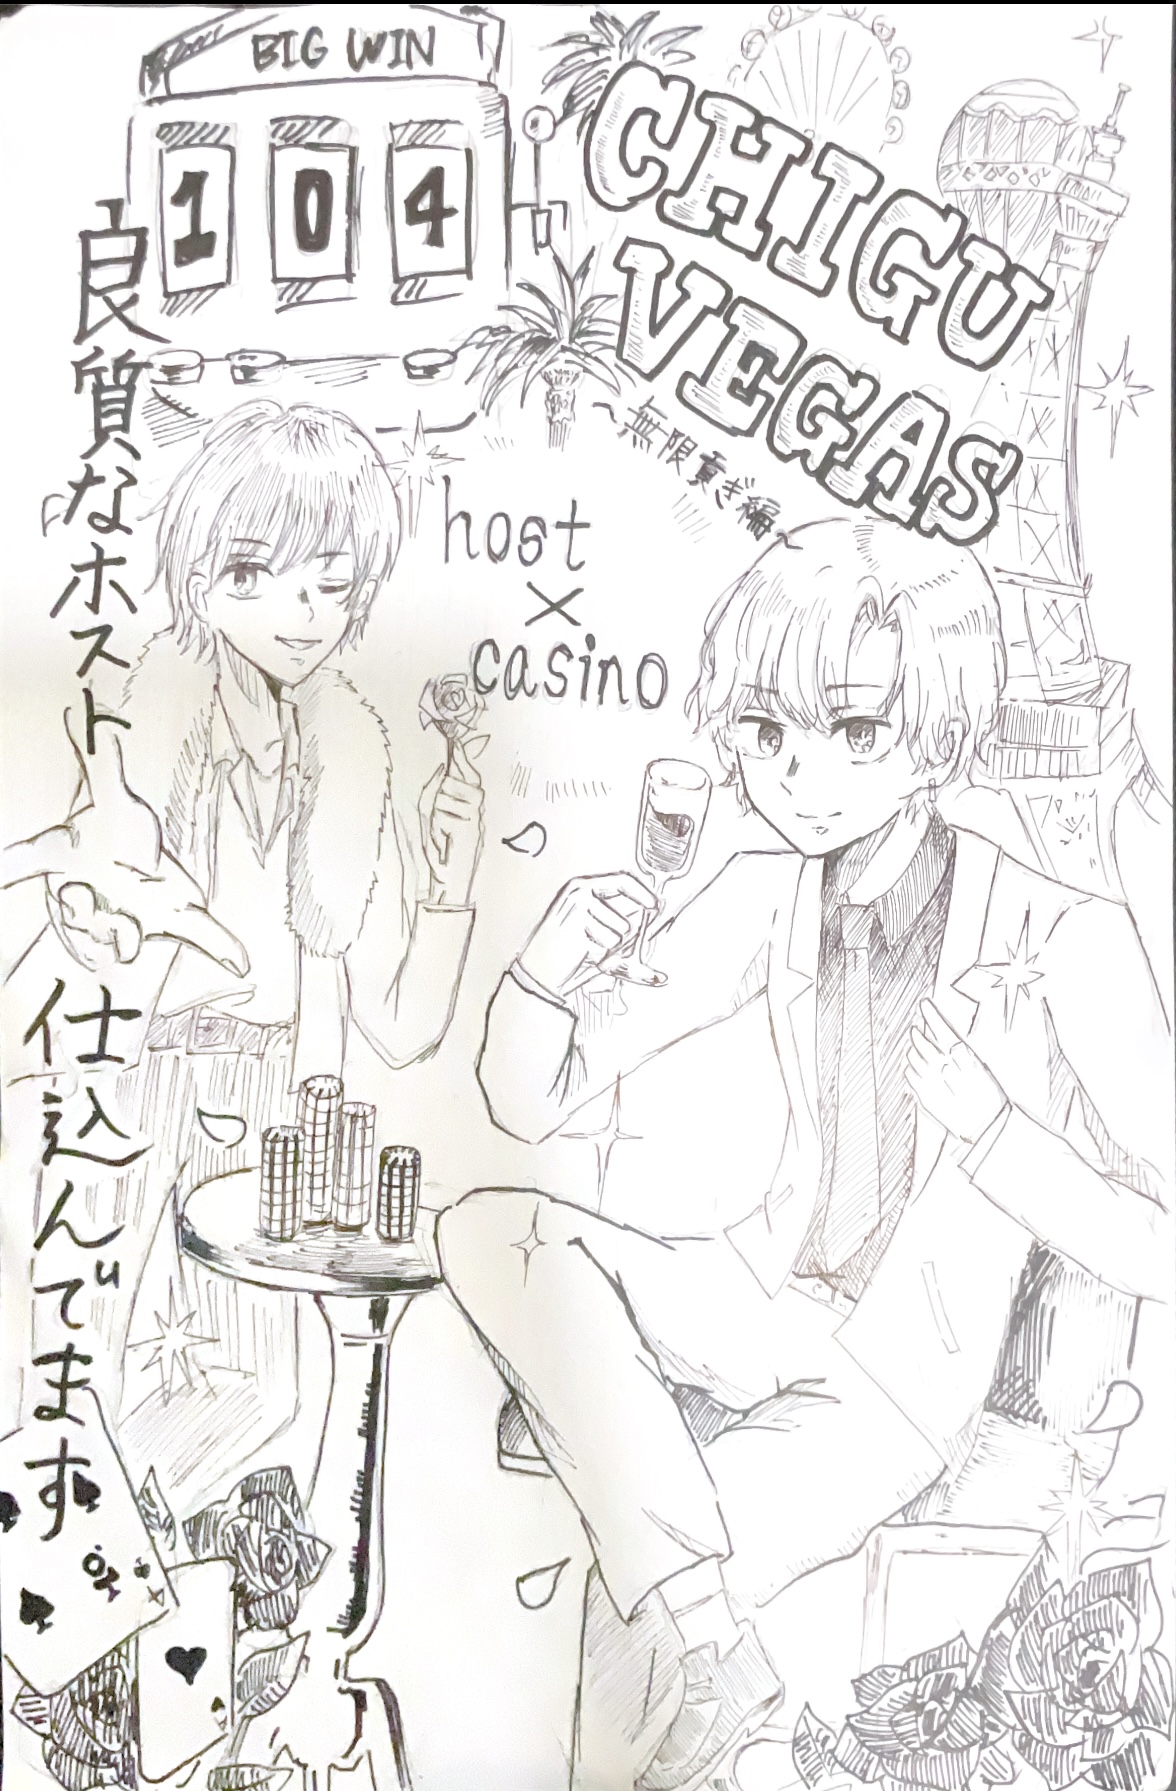 BIG WIN
104
CHIGU
VEGAS
~無限貢ぎ編~
host
×
casino
良質なホスト
仕込んでます